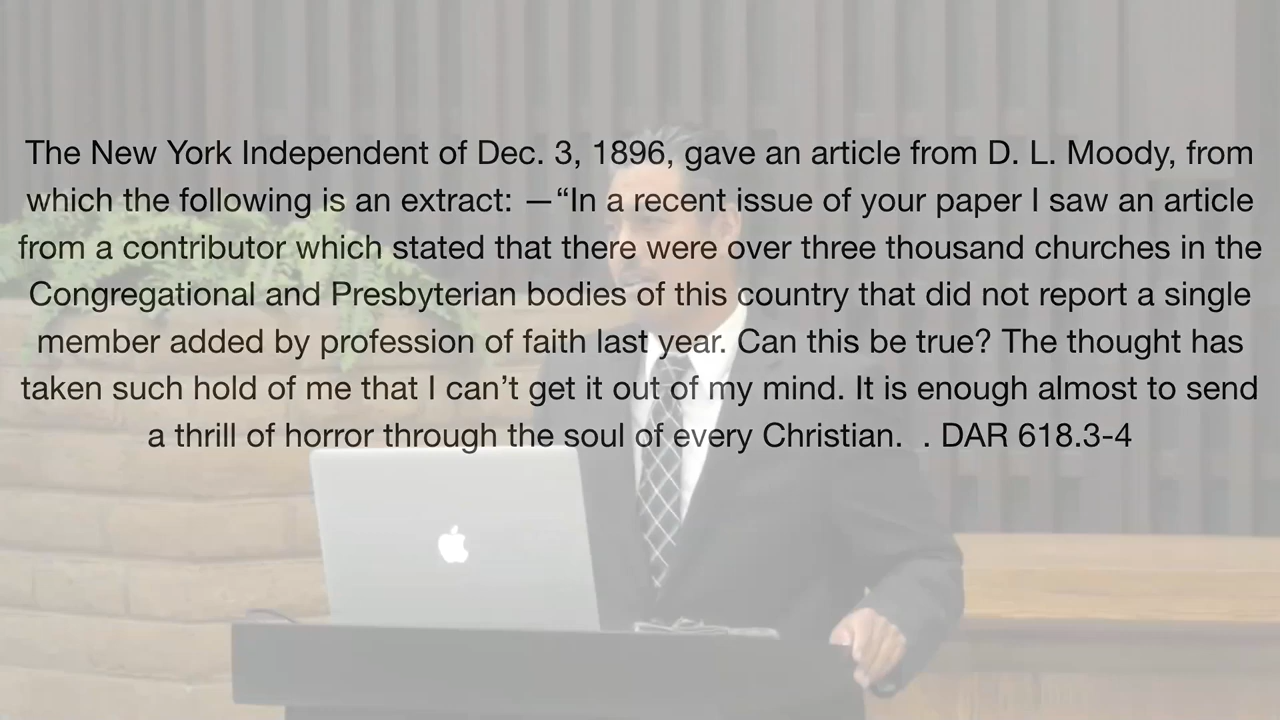 The New York Independent of Dec. 3, 1896, gave an article from D. L. Moody, from
which the following is an extract: —“In a recent issue of your paper I saw an article
from a contributor which stated that there were over three thousand churches in the
Congregational and Presbyterian bodies of this country that did not report a single
member added by profession of faith last year. Can this be true? The thought has
taken such hold of me that I can’t get it out of my mind. It is enough almost to send
a thrill of horror through the soul of every Christian.  . DAR 618.3-4